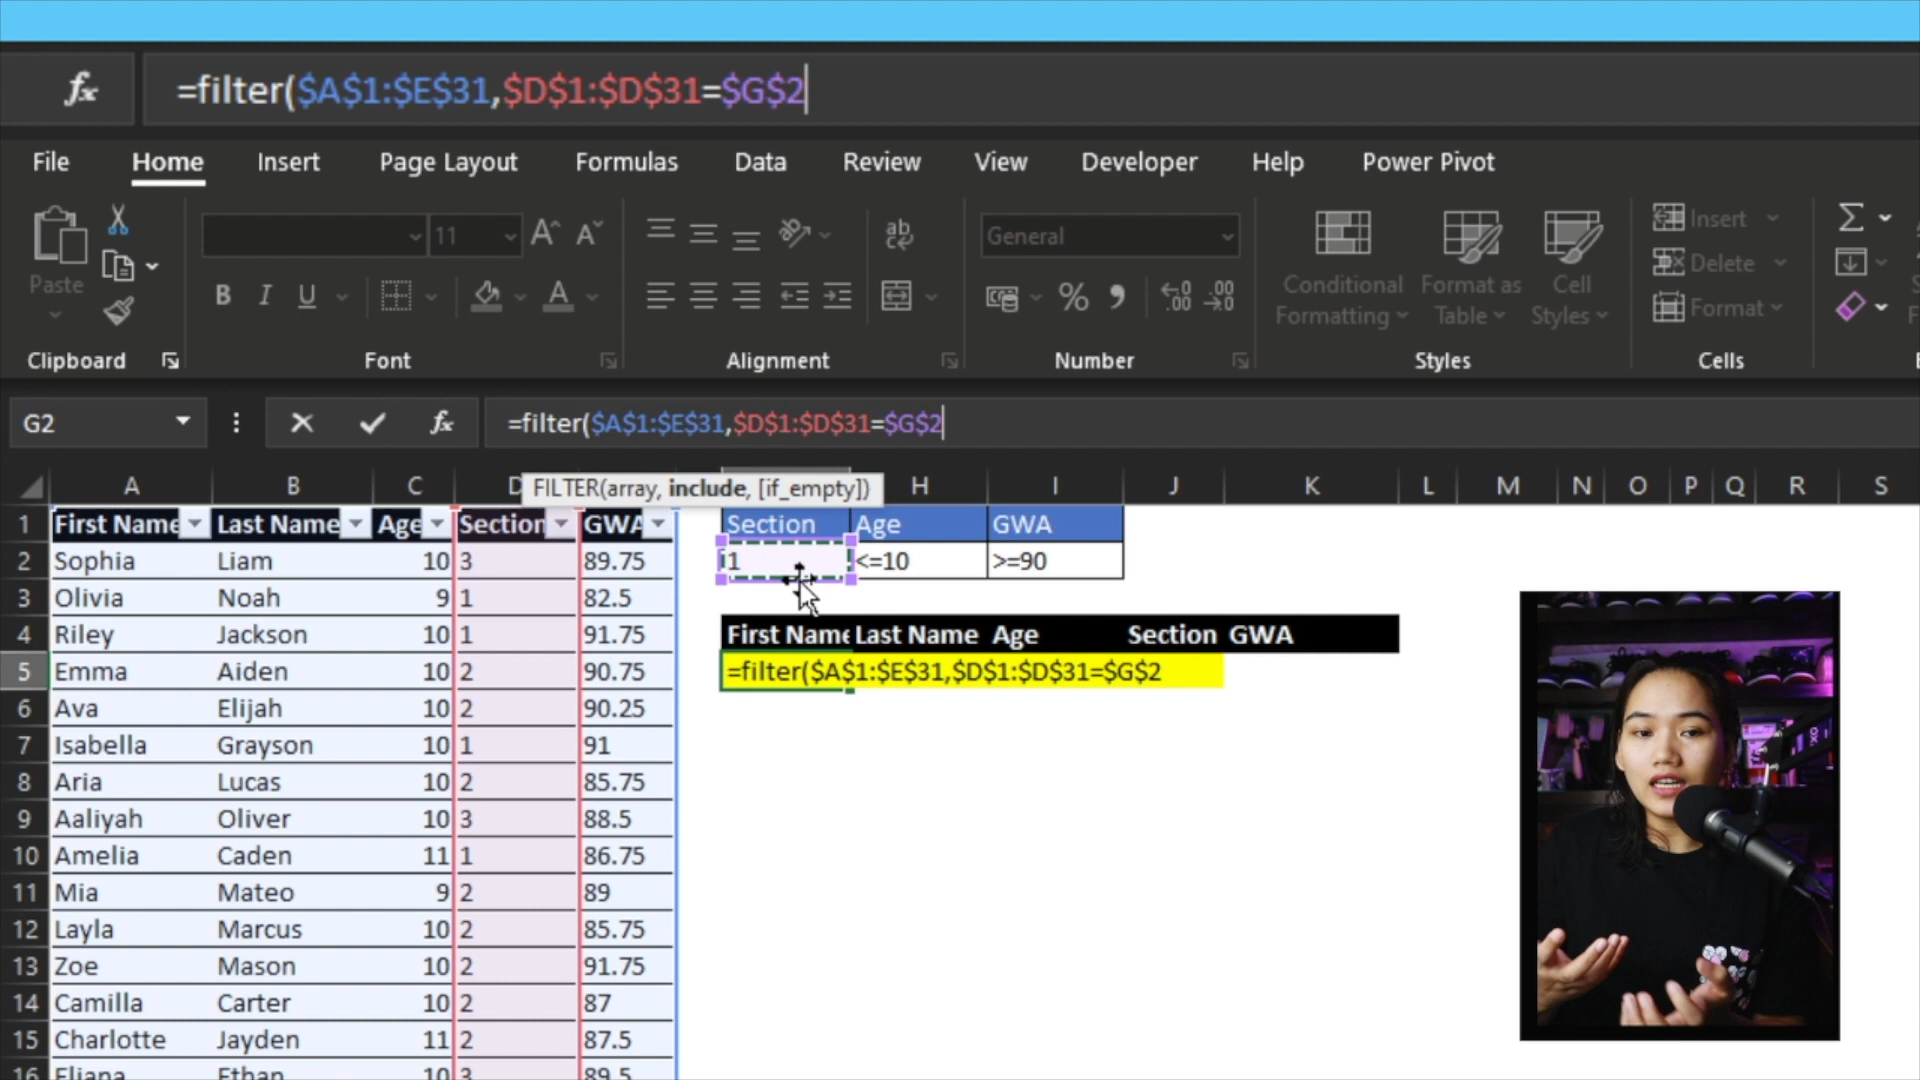 fx =filter($A$1:$E$31,$D$1:$D$31=$G$2
File Home Insert Page Layout Formulas Data Review View Developer Help Power Pivot
11 General Insert
Paste Conditional Format as Cell Delete
B I U Formatting Table Styles Format
Clipboard Font Alignment Number Styles Cells
G2 fx =filter($A$1:$E$31,$D$1:$D$31=$G$2
FILTER(array, include, [if_empty])
A B C D H I J K L M N O P Q R S
1 First Name Last Name Age Section GWA Section Age GWA
2 Sophia Liam 10 3 89.75 1 <=10 >=90
3 Olivia Noah 9 1 82.5
4 Riley Jackson 10 1 91.75 First Name Last Name Age Section GWA
5 Emma Aiden 10 2 90.75 =filter($A$1:$E$31,$D$1:$D$31=$G$2
6 Ava Elijah 10 2 90.25
7 Isabella Grayson 10 1 91
8 Aria Lucas 10 2 85.75
9 Aaliyah Oliver 10 3 88.5
10 Amelia Caden 11 1 86.75
11 Mia Mateo 9 2 89
12 Layla Marcus 10 2 85.75
13 Zoe Mason 10 2 91.75
14 Camilla Carter 10 2 87
15 Charlotte Jayden 11 2 87.5
16 Eliana Ethan 10 3 89.5